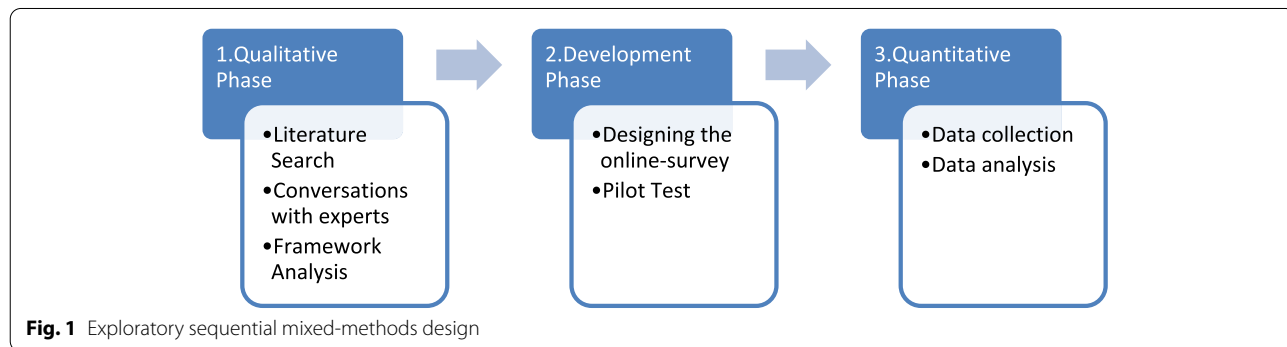 1.Qualitative
Phase
•Literature
Search
•Conversations
with experts
•Framework
Analysis
2.Development
Phase
•Designing the
online-survey
•Pilot Test
3.Quantitative
Phase
•Data collection
•Data analysis
Fig. 1 Exploratory sequential mixed-methods design